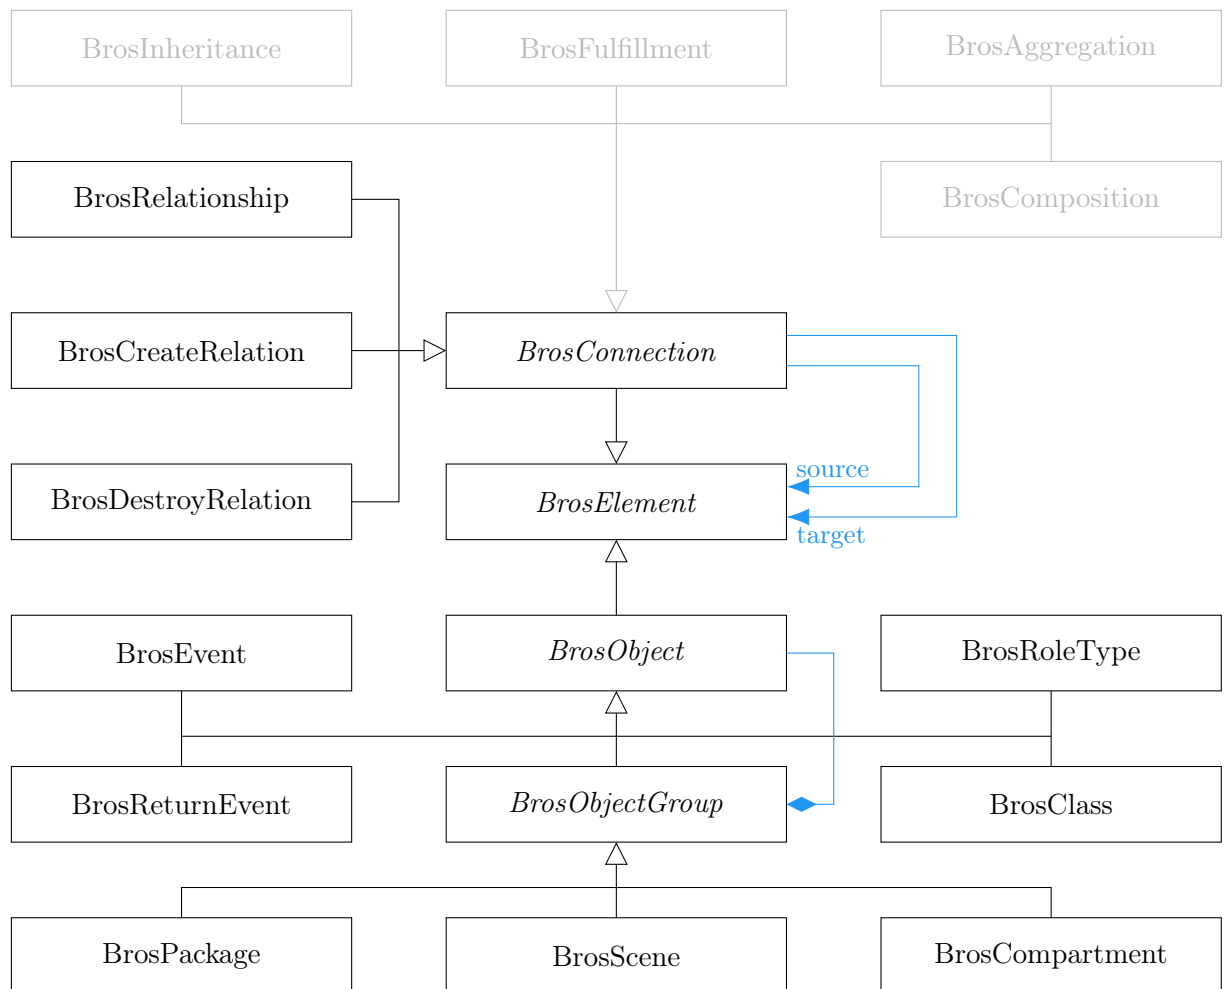 BrosInheritance
BrosFulfillment
BrosAggregation
BrosRelationship
BrosComposition
BrosCreateRelation
BrosConnection
BrosDestroyRelation
BrosElement
source
target
BrosEvent
BrosObject
BrosRoleType
BrosReturnEvent
BrosObjectGroup
BrosClass
BrosPackage
BrosScene
BrosCompartment